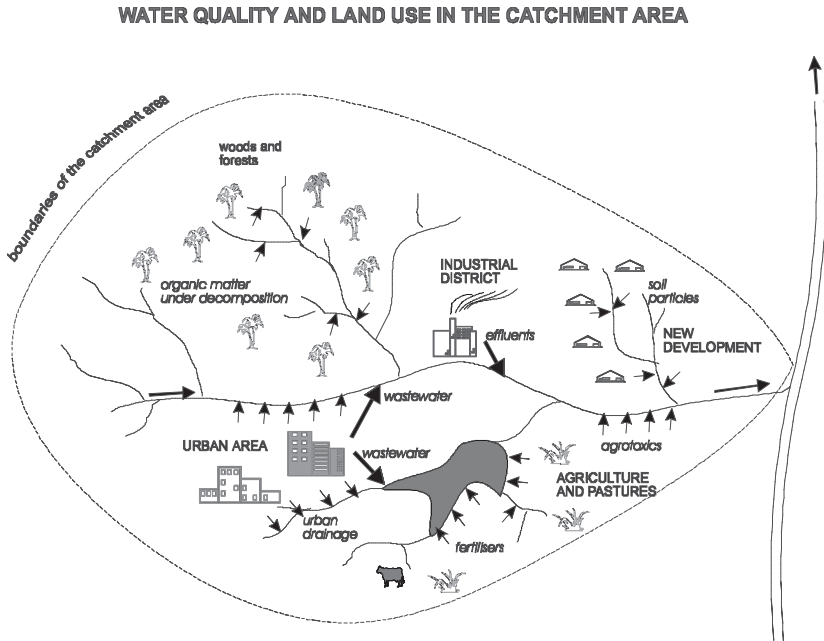 WATER QUALITY AND LAND USE IN THE CATCHMENT AREA
boundaries of the catchment area
woods and
forests
organic matter
under decomposition
INDUSTRIAL
DISTRICT
effluents
soil
particles
NEW
DEVELOPMENT
wastewater
URBAN AREA
wastewater
agrotoxics
AGRICULTURE
AND PASTURES
urban
drainage
fertilisers